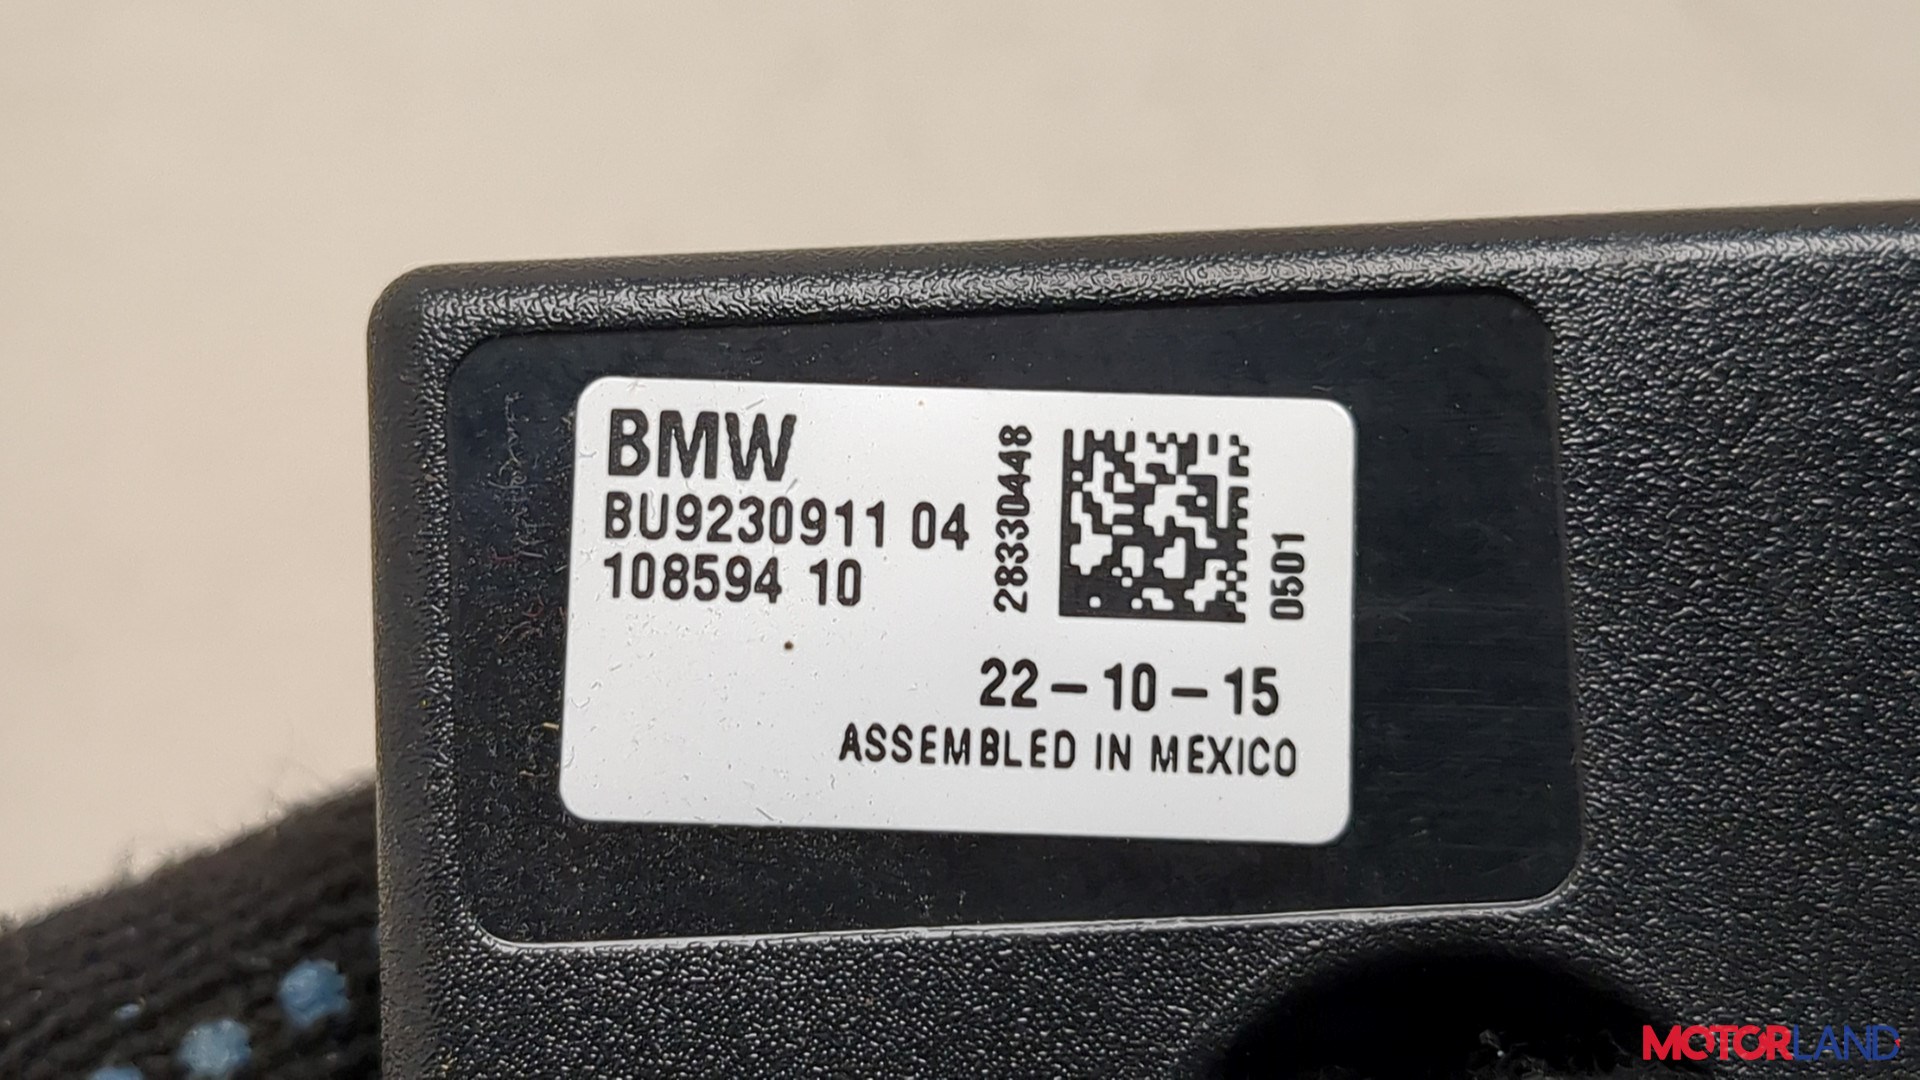 BMW
BU9230911 04
108594 10
28330448
0501
22-10-15
ASSEMBLED IN MEXICO
MOTORLAND